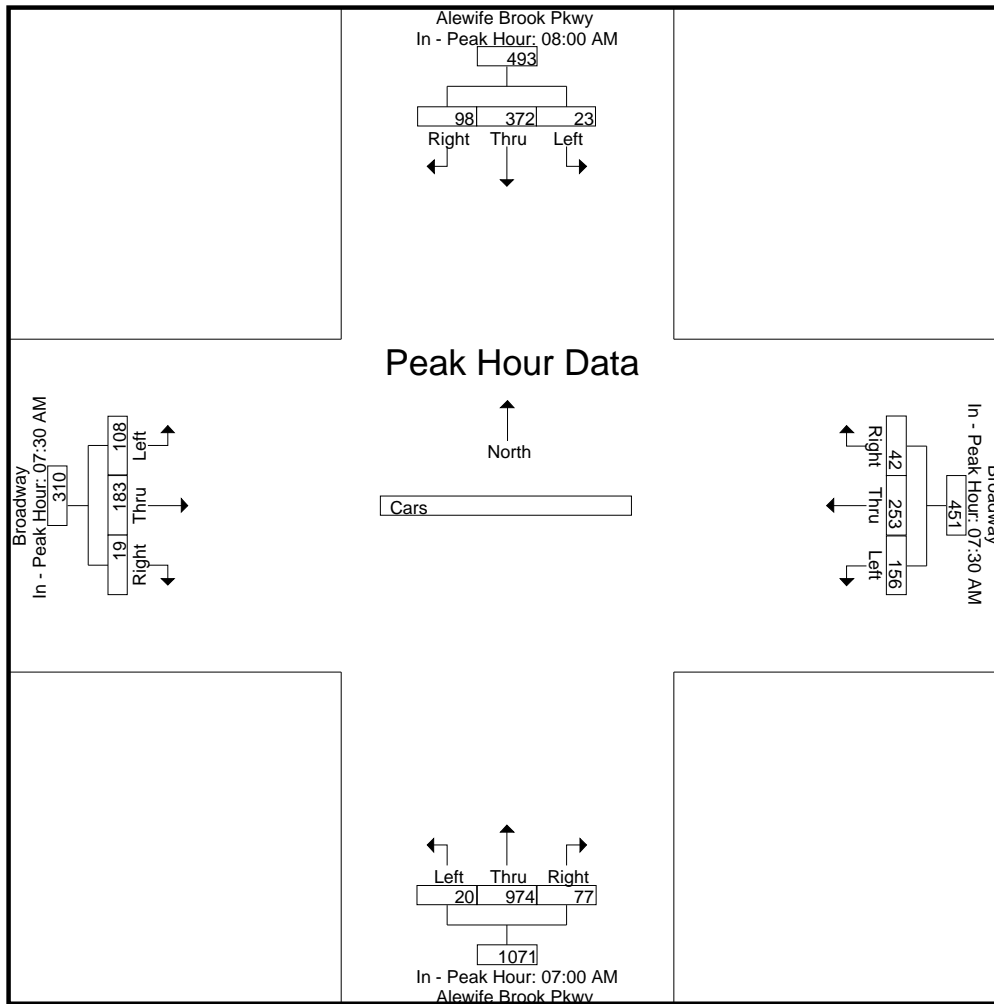 Alewife Brook Pkwy
In - Peak Hour: 08:00 AM
493
98 372 23
Right Thru Left
Peak Hour Data
North
Cars
Broadway
In - Peak Hour: 07:30 AM
310
108 183 19
Left Thru Right
Right Thru Left
42 253 156
451
In - Peak Hour: 07:30 AM
Broadway
Left Thru Right
20 974 77
1071
In - Peak Hour: 07:00 AM
Alewife Brook Pkwy